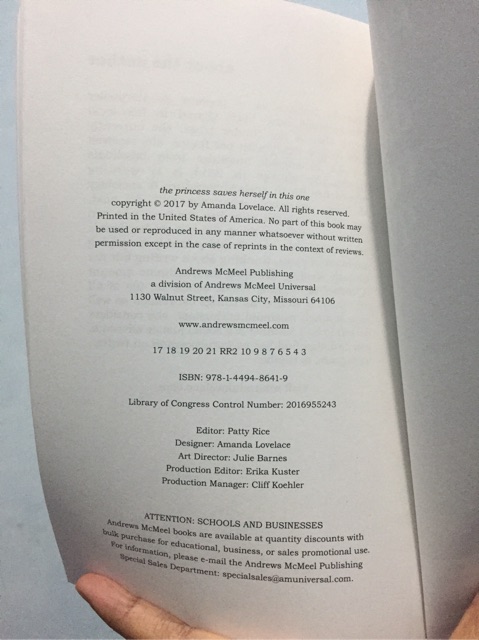 the princess saves herself in this one
copyright © 2017 by Amanda Lovelace. All rights reserved.
Printed in the United States of America. No part of this book may
be used or reproduced in any manner whatsoever without written
permission except in the case of reprints in the context of reviews.
Andrews McMeel Publishing
a division of Andrews McMeel Universal
1130 Walnut Street, Kansas City, Missouri 64106
www.andrewsmcmeel.com
17 18 19 20 21 RR2 10 9 8 7 6 5 4 3
ISBN: 978-1-4494-8641-9
Library of Congress Control Number: 2016955243
Editor: Patty Rice
Designer: Amanda Lovelace
Art Director: Julie Barnes
Production Editor: Erika Kuster
Production Manager: Cliff Koehler
ATTENTION: SCHOOLS AND BUSINESSES
Andrews McMeel books are available at quantity discounts with
bulk purchase for educational, business, or sales promotional use.
For information, please e-mail the Andrews McMeel Publishing
Special Sales Department: specialsales@amuniversal.com.